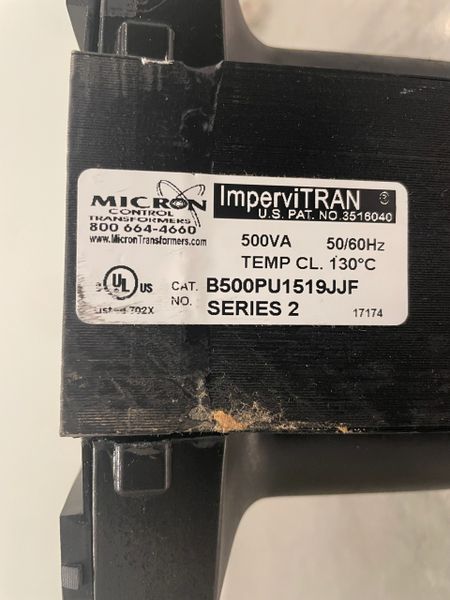 MICRON
CONTROL
TRANSFORMERS
800 664-4660
www.MicronTransformers.com
ImperviTRAN ®
U.S. PAT. NO. 3516040
500VA 50/60Hz
TEMP CL. 130°C
UL US
CAT. NO. B500PU1519JJF
SERIES 2
702X
17174